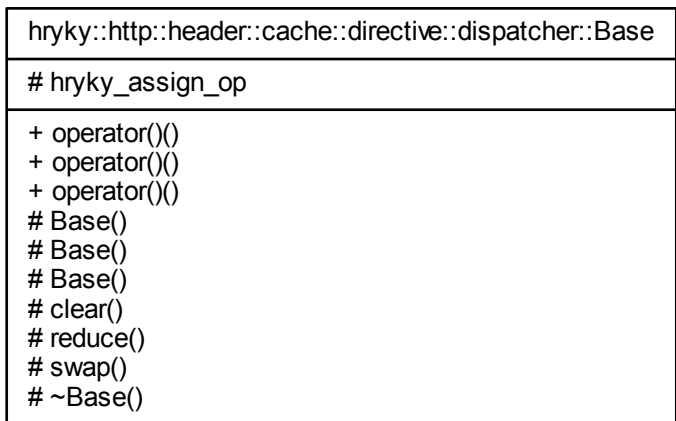 hryky::http::header::cache::directive::dispatcher::Base
# hryky_assign_op
+ operator()()
+ operator()()
+ operator()()
# Base()
# Base()
# Base()
# clear()
# reduce()
# swap()
# ~Base()